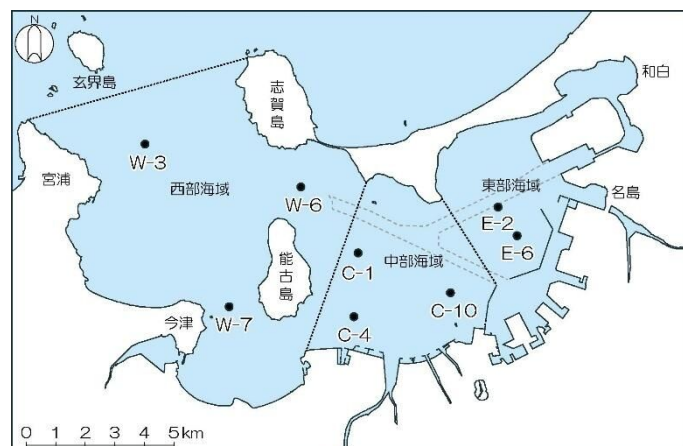 N
玄界島
志賀島
和白
宮浦
W-3
西部海域
W-6
東部海域
名島
E-2
E-6
能古島
C-1
中部海域
W-7
今津
C-4
C-10
0 1 2 3 4 5km